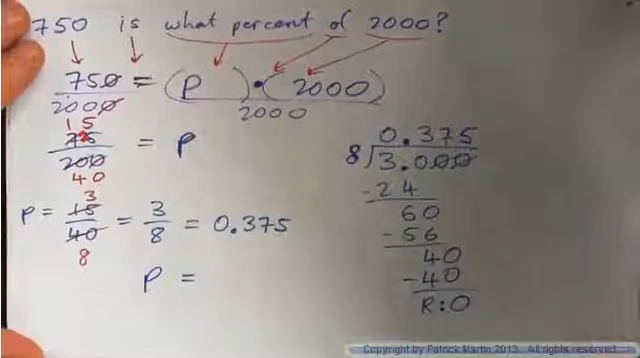 750 is what percent of 2000?
750 = (P) • (2000)
2000 2000
15
75 = P
200
40
P = 15 = 3 = 0.375
3
40 8
8
P =
0.375
8 3.000
-24
60
-56
40
-40
R:0
Copyright by Patrick Martin 2013. All rights reserved.